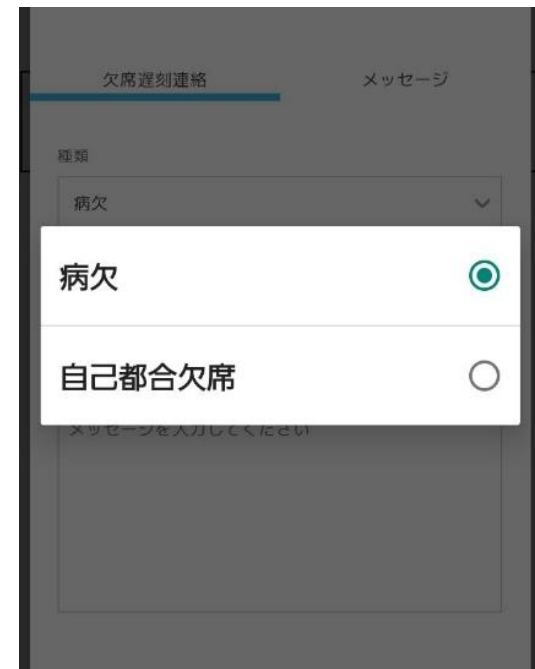 欠席遅刻連絡
メッセージ
種類
病欠
病欠
自己都合欠席
メッセージを入力してください